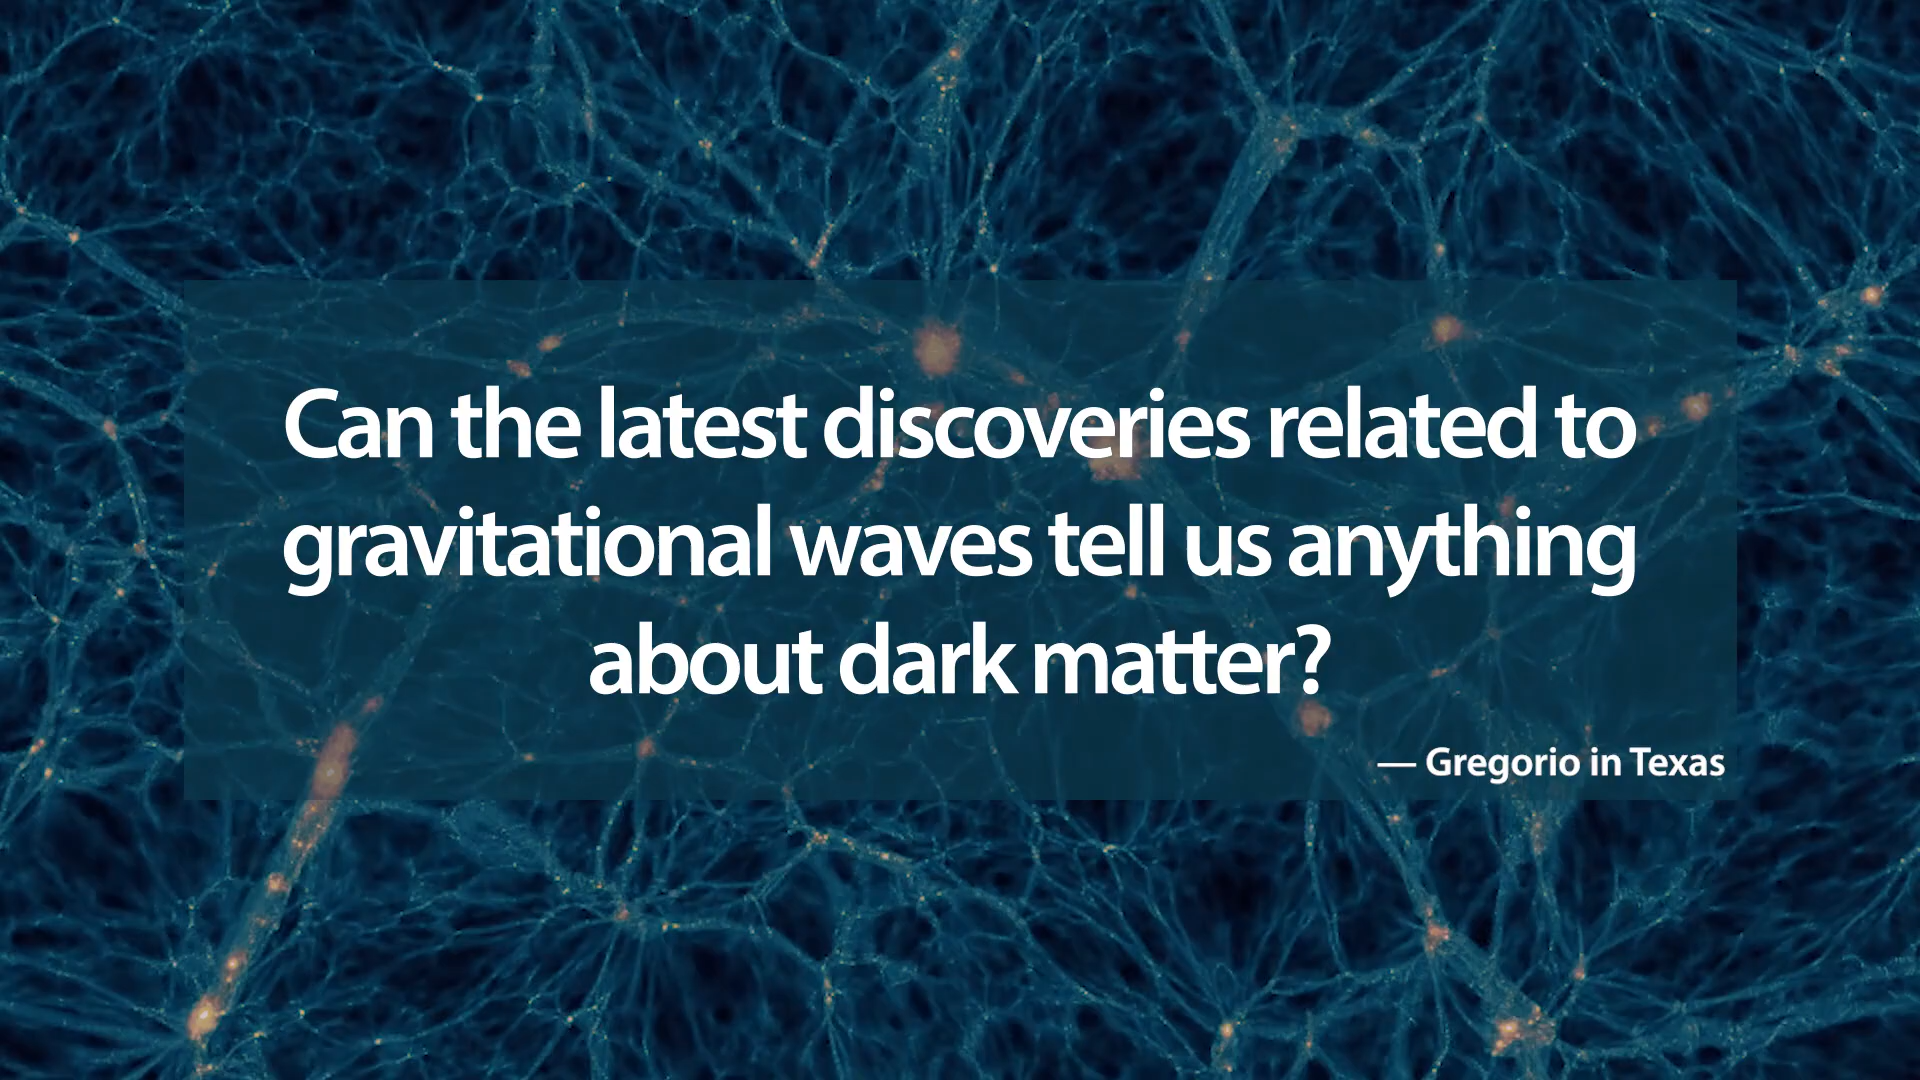 Can the latest discoveries related to
gravitational waves tell us anything
about dark matter?
— Gregorio in Texas